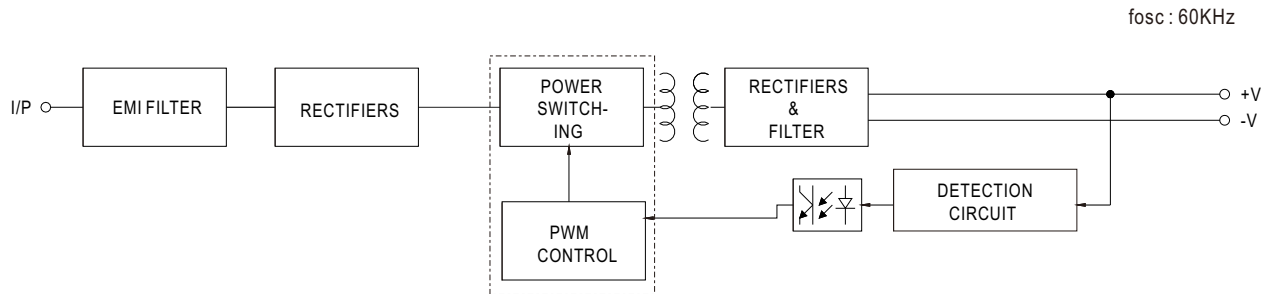 fosc : 60KHz
I/P
EMI FILTER
RECTIFIERS
POWER
SWITCH-
ING
RECTIFIERS
&
FILTER
+V
-V
PWM
CONTROL
DETECTION
CIRCUIT